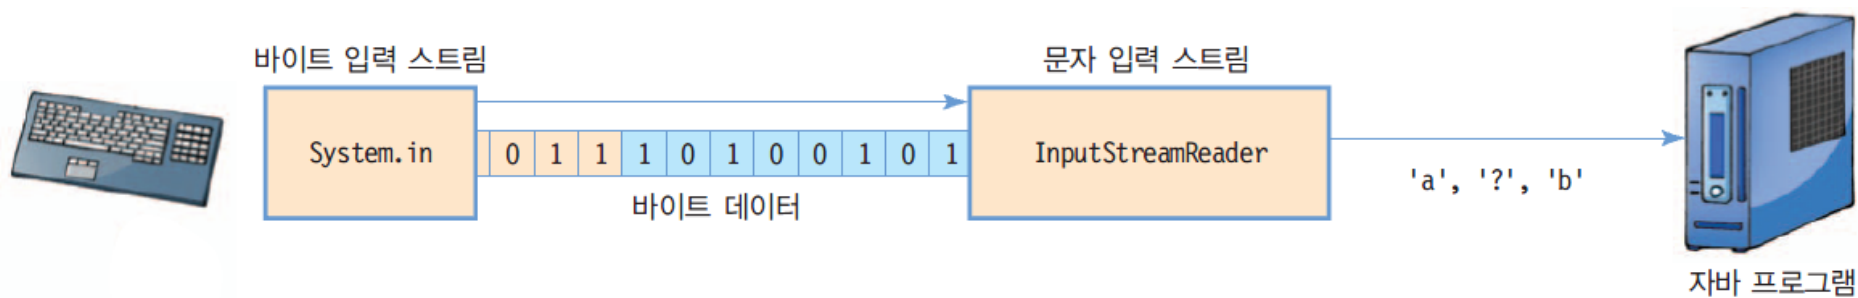 바이트 입력 스트림
문자 입력 스트림
System.in
0 1 1 1 0 1 0 0 1 0 1
InputStreamReader
'a', '?', 'b'
바이트 데이터
자바 프로그램